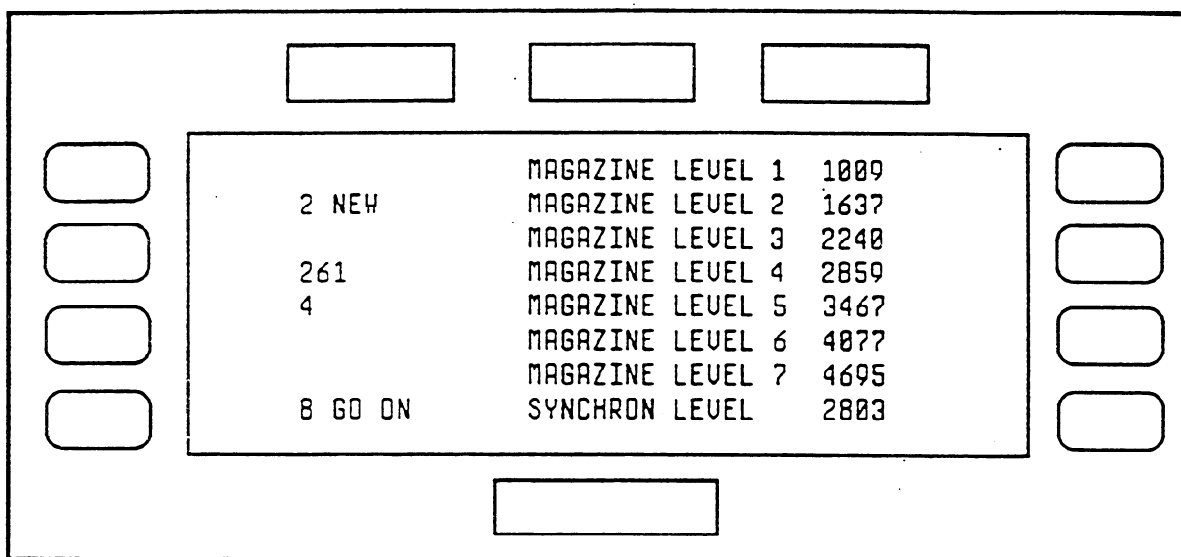 MAGAZINE LEVEL 1 1009
2 NEW MAGAZINE LEVEL 2 1637
MAGAZINE LEVEL 3 2240
261 MAGAZINE LEVEL 4 2859
4 MAGAZINE LEVEL 5 3467
MAGAZINE LEVEL 6 4077
MAGAZINE LEVEL 7 4695
8 GO ON SYNCHRON LEVEL 2803